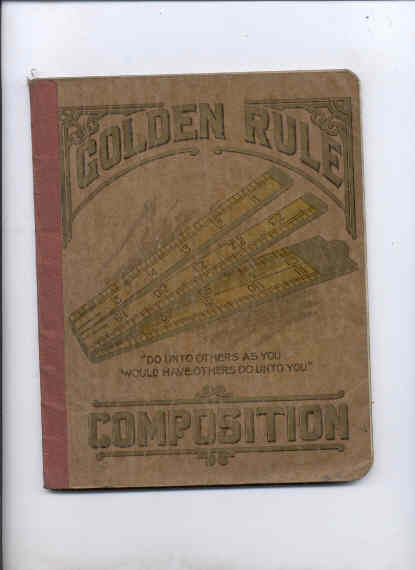 GOLDEN RULE
"DO UNTO OTHERS AS YOU
WOULD HAVE OTHERS DO UNTO YOU"
COMPOSITION